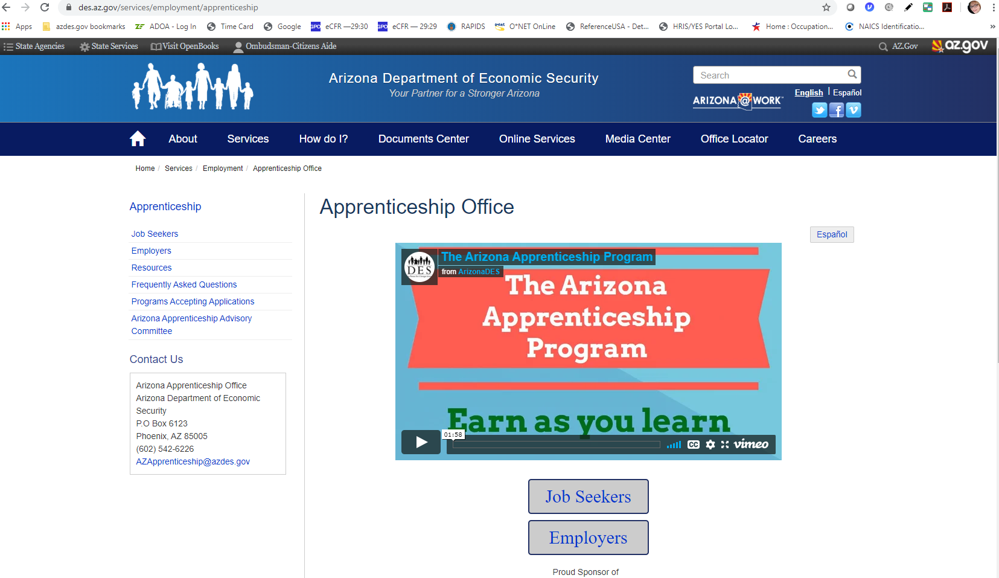 des.az.gov/services/employment/apprenticeship
Apps
azdes.gov bookmarks
ADOA - Log In
Time Card
Google
GPO
eCFR —29:30
GPO
eCFR — 29:29
RAPIDS
o*net
O*NET OnLine
ReferenceUSA - Det...
HRIS/YES Portal Lo...
Home : Occupation...
NAICS Identificatio...
»
State Agencies
State Services
Visit OpenBooks
Ombudsman-Citizens Aide
AZ.Gov
az.gov
Arizona Department of Economic Security
Your Partner for a Stronger Arizona
Search
ARIZONA@WORK™
English | Español
About
Services
How do I?
Documents Center
Online Services
Media Center
Office Locator
Careers
Home / Services / Employment / Apprenticeship Office
Apprenticeship
Job Seekers
Employers
Resources
Frequently Asked Questions
Programs Accepting Applications
Arizona Apprenticeship Advisory
Committee
Contact Us
Arizona Apprenticeship Office
Arizona Department of Economic
Security
P.O Box 6123
Phoenix, AZ 85005
(602) 542-6226
AZApprenticeship@azdes.gov
Apprenticeship Office
Español
DES
The Arizona Apprenticeship Program
from ArizonaDES
The Arizona
Apprenticeship
Program
Earn as you learn
01:58
CC
vimeo
Job Seekers
Employers
Proud Sponsor of